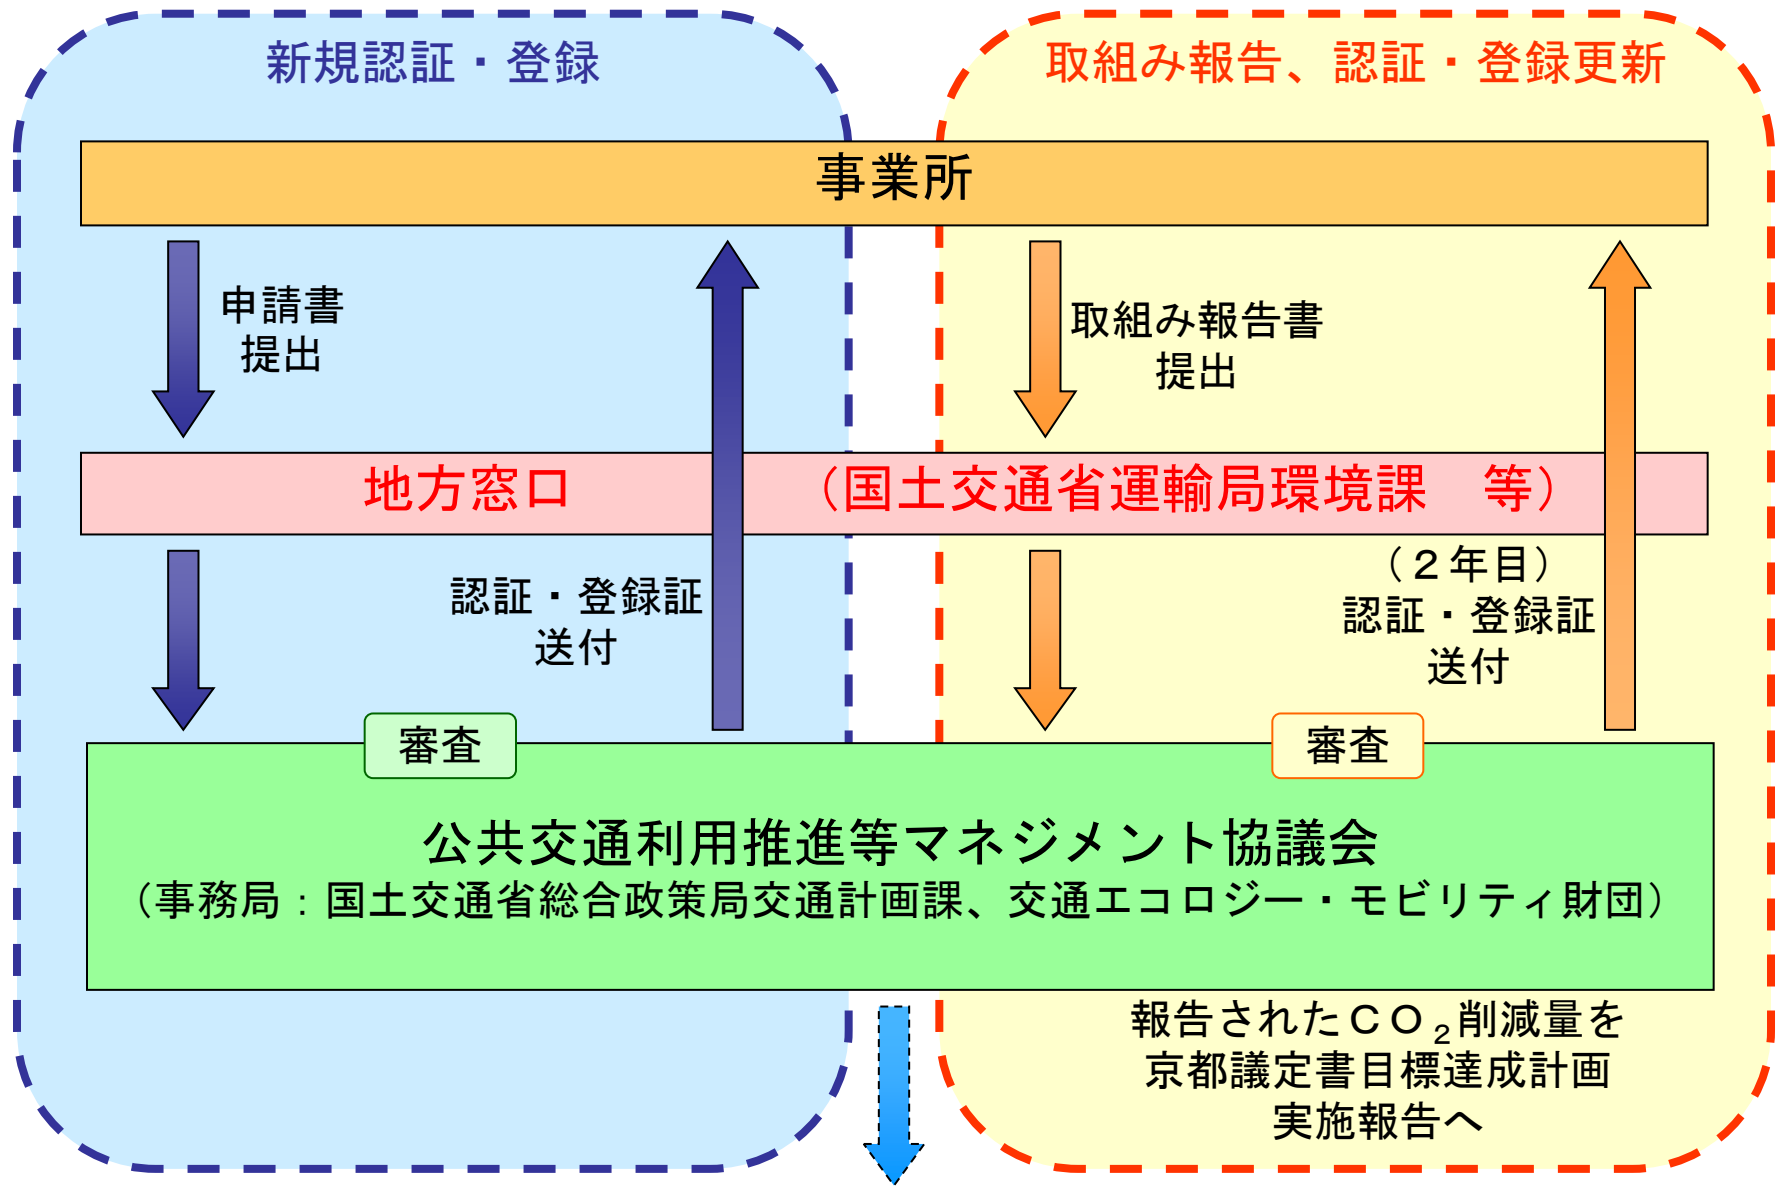 新規認証・登録
取組み報告、認証・登録更新
事業所
申請書
提出
取組み報告書
提出
地方窓口　　　　（国土交通省運輸局環境課　等）
認証・登録証
送付
（２年目）
認証・登録証
送付
審査
審査
公共交通利用推進等マネジメント協議会
（事務局：国土交通省総合政策局交通計画課、交通エコロジー・モビリティ財団）
報告されたＣＯ₂削減量を
京都議定書目標達成計画
実施報告へ